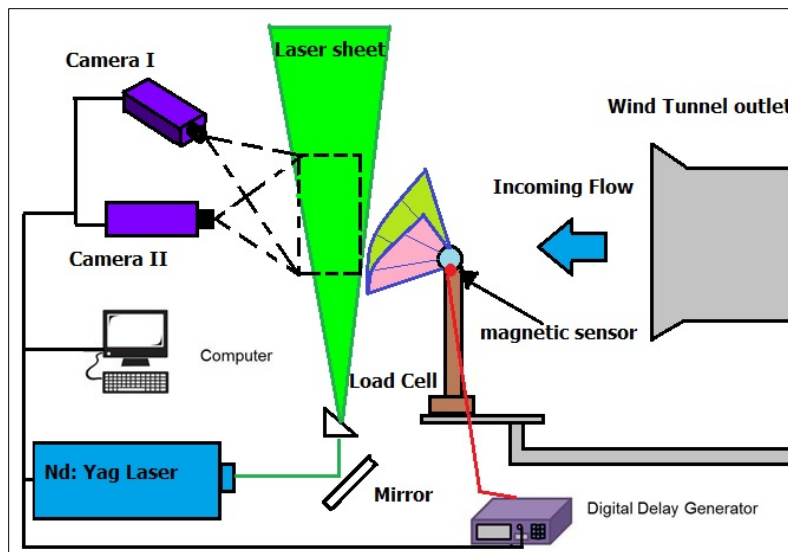 Laser sheet
Camera I
Wind Tunnel outlet
Incoming Flow
Camera II
magnetic sensor
Computer
Load Cell
Nd: Yag Laser
Mirror
Digital Delay Generator